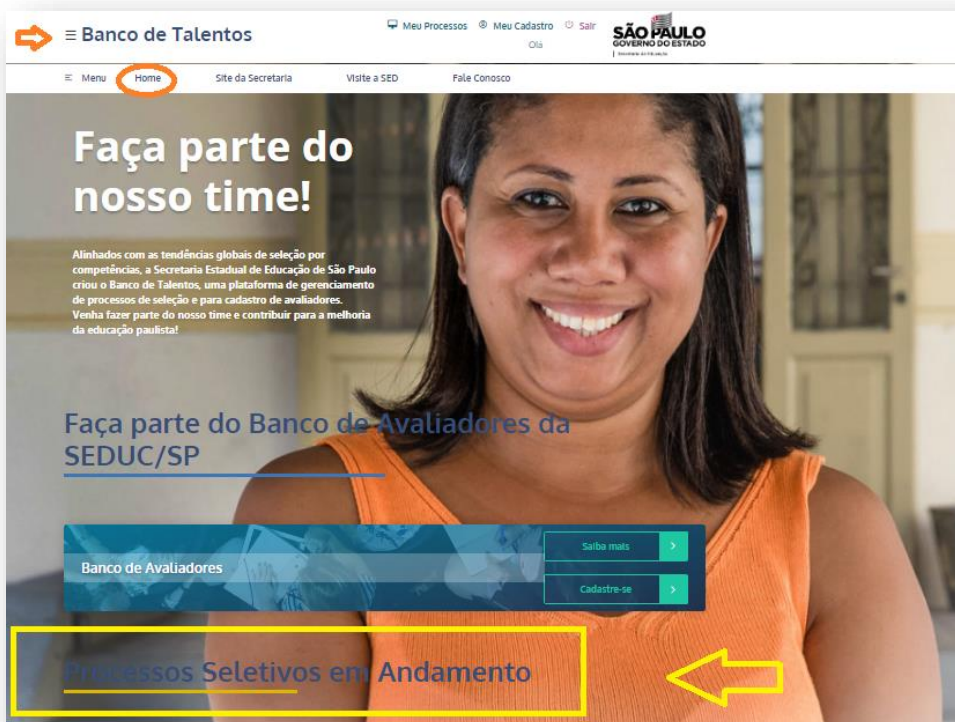 ≡ Banco de Talentos
Meu Processos Meu Cadastro Sair
Olá
SÃO PAULO
GOVERNO DO ESTADO
Secretaria da Educação
Menu Home Site da Secretaria Visite a SED Fale Conosco
Faça parte do
nosso time!
Alinhados com as tendências globais de seleção por
competências, a Secretaria Estadual de Educação de São Paulo
criou o Banco de Talentos, uma plataforma de gerenciamento
de processos de seleção e para cadastro de avaliadores.
Venha fazer parte do nosso time e contribuir para a melhoria
da educação paulista!
Faça parte do Banco de Avaliadores da
SEDUC/SP
Banco de Avaliadores
Saiba mais
Cadastre-se
Processos Seletivos em Andamento